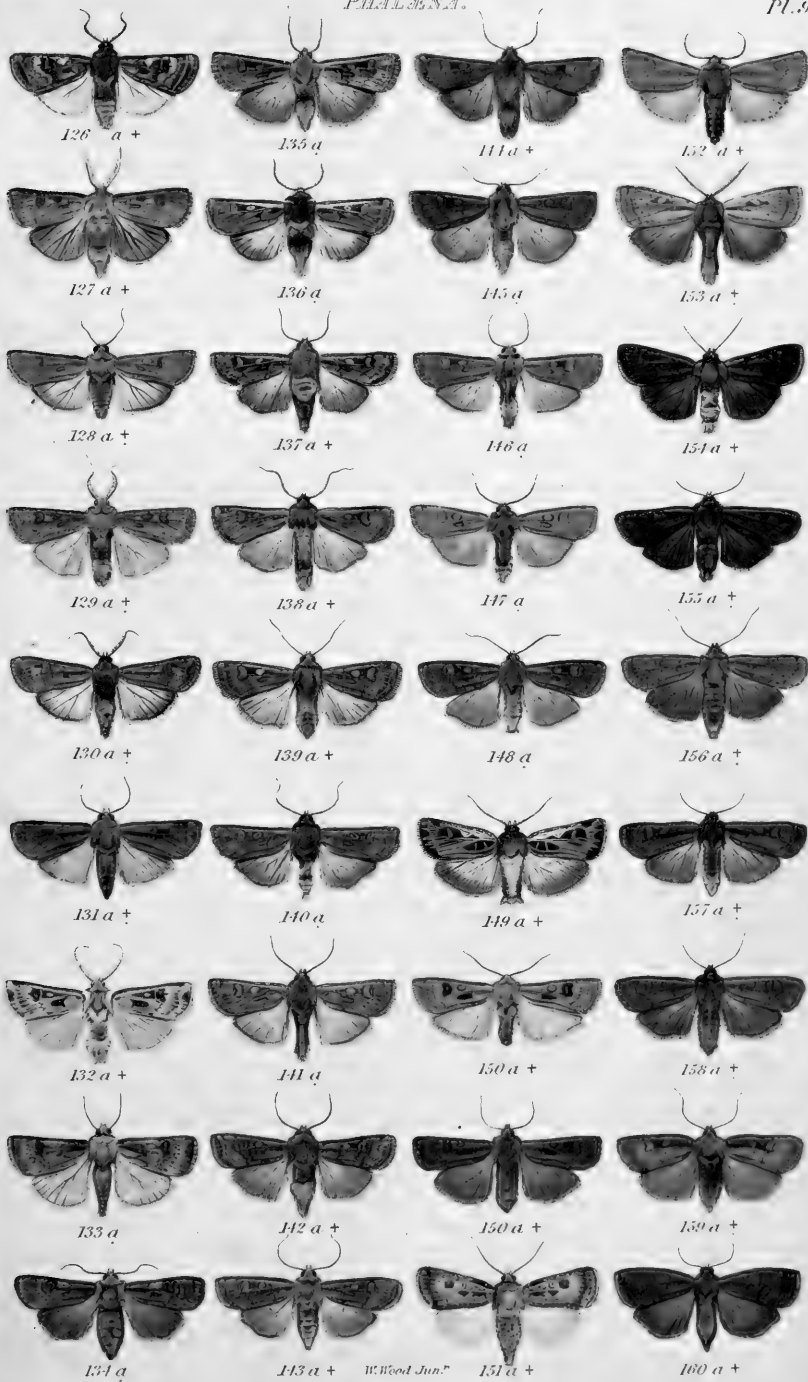 PHALÆNA.
Pl. 9
126 a + 135 a 144 a + 152 a +
127 a + 136 a 145 a 153 a +
128 a + 137 a + 146 a 154 a +
129 a + 138 a + 147 a 155 a +
130 a + 139 a + 148 a 156 a +
131 a + 140 a 149 a + 157 a +
132 a + 141 a 150 a + 158 a +
133 a 142 a + 150 a + 159 a +
134 a 143 a + W. Wood Jun.r 151 a + 160 a +